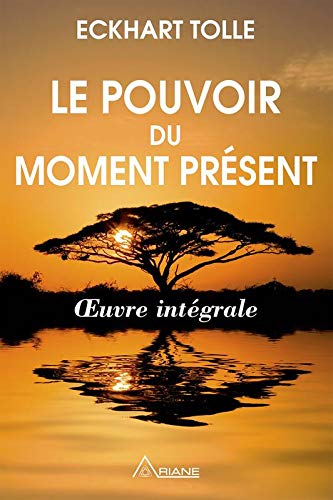 ECKHART TOLLE
LE POUVOIR
DU
MOMENT PRÉSENT
Œuvre intégrale
ARIANE